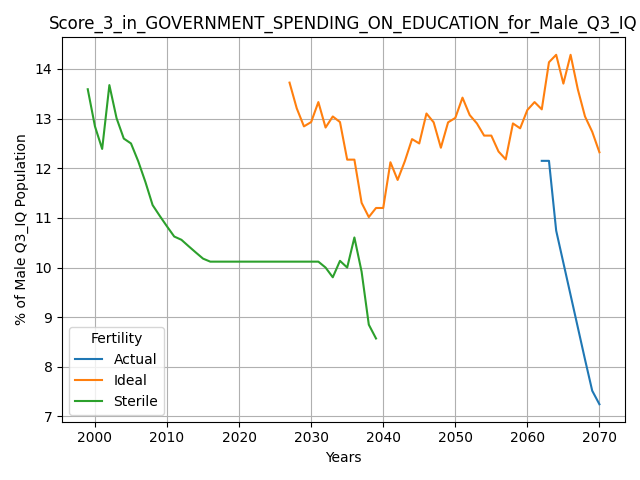 Score_3_in_GOVERNMENT_SPENDING_ON_EDUCATION_for_Male_Q3_IQ
14
13
12
11
10
9
8
7
% of Male Q3_IQ Population
Fertility
Actual
Ideal
Sterile
2000 2010 2020 2030 2040 2050 2060 2070
Years